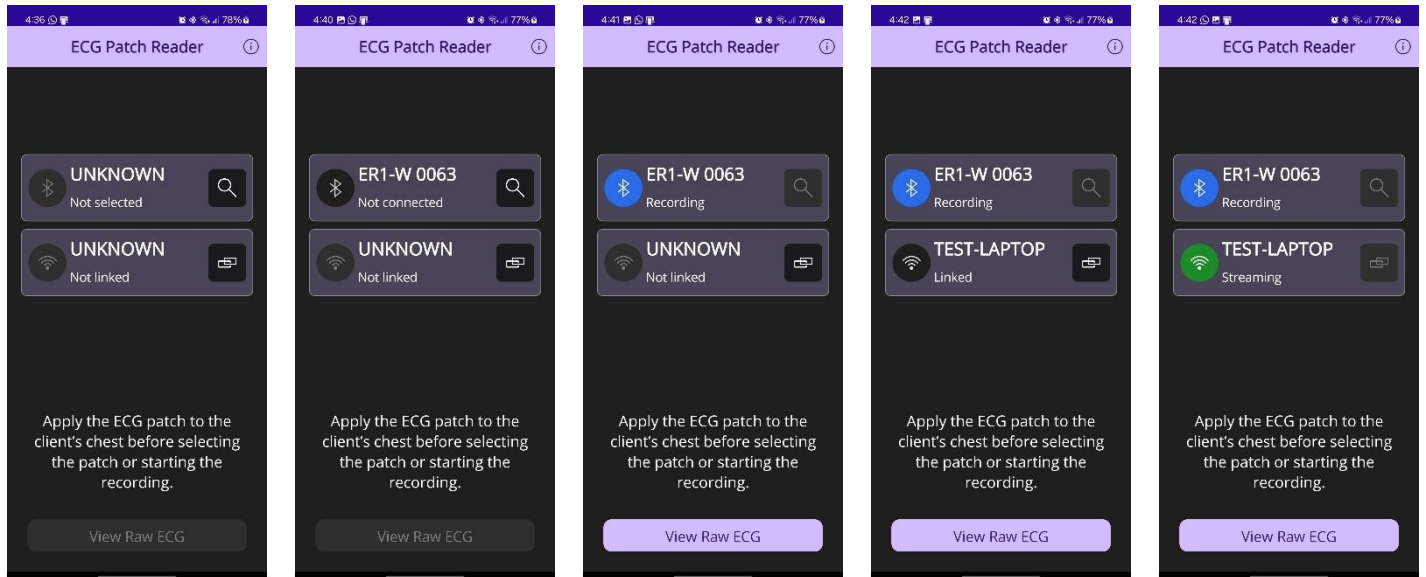 4:36 78%
ECG Patch Reader
UNKNOWN
Not selected
UNKNOWN
Not linked
Apply the ECG patch to the
client's chest before selecting
the patch or starting the
recording.
View Raw ECG
4:40 77%
ECG Patch Reader
ER1-W 0063
Not connected
UNKNOWN
Not linked
Apply the ECG patch to the
client's chest before selecting
the patch or starting the
recording.
View Raw ECG
4:41 77%
ECG Patch Reader
ER1-W 0063
Recording
UNKNOWN
Not linked
Apply the ECG patch to the
client's chest before selecting
the patch or starting the
recording.
View Raw ECG
4:42 77%
ECG Patch Reader
ER1-W 0063
Recording
TEST-LAPTOP
Linked
Apply the ECG patch to the
client's chest before selecting
the patch or starting the
recording.
View Raw ECG
4:42 77%
ECG Patch Reader
ER1-W 0063
Recording
TEST-LAPTOP
Streaming
Apply the ECG patch to the
client's chest before selecting
the patch or starting the
recording.
View Raw ECG